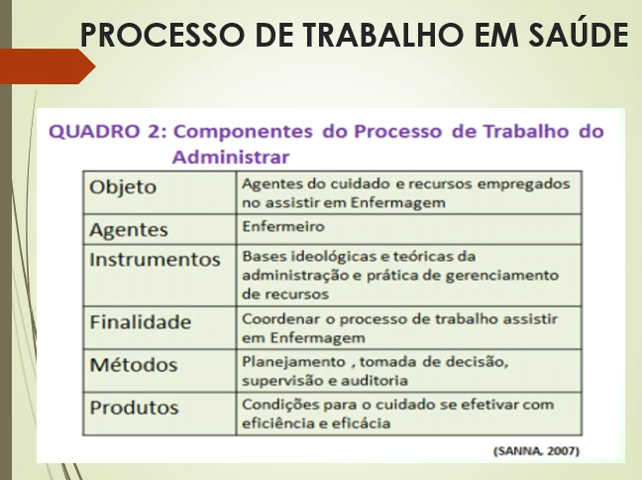 PROCESSO DE TRABALHO EM SAÚDE
QUADRO 2: Componentes do Processo de Trabalho do
Administrar
Objeto
Agentes do cuidado e recursos empregados
no assistir em Enfermagem
Agentes
Enfermeiro
Instrumentos
Bases ideológicas e teóricas da
administração e prática de gerenciamento
de recursos
Finalidade
Coordenar o processo de trabalho assistir
em Enfermagem
Métodos
Planejamento , tomada de decisão,
supervisão e auditoria
Produtos
Condições para o cuidado se efetivar com
eficiência e eficácia
(SANNA, 2007)